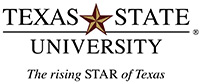 TEXAS STATE
UNIVERSITY®
The rising STAR of Texas